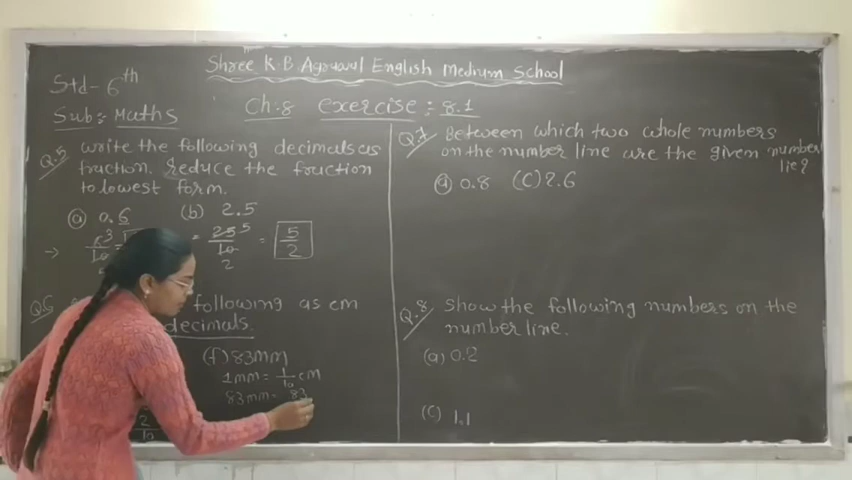 Shree K.B Agrawal English Medium School
Std- 6th
Sub: Maths
Ch:8 exercise: 8.1
Q.5 write the following decimals as
fraction. Reduce the fraction
to lowest form.
(a) 0.6 (b) 2.5
= 25 5 / 10 2 = 5/2
Q.6 following as cm
decimals.
(f) 83mm
1mm = 1/10 cm
83mm = 83
2/10
Q.7 Between which two whole numbers
on the number line are the given number
lie?
(a) 0.8 (C) 2.6
Q.8 Show the following numbers on the
number line.
(a) 0.2
(C) 1.1